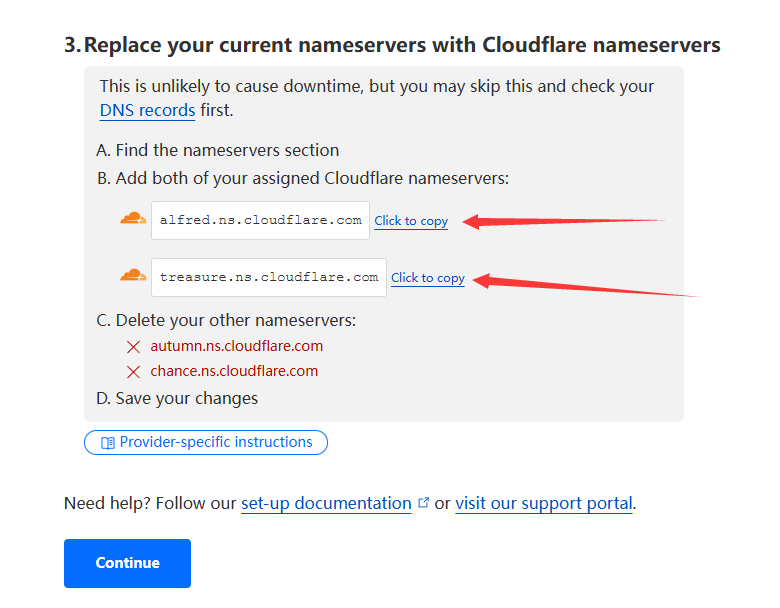 3. Replace your current nameservers with Cloudflare nameservers
This is unlikely to cause downtime, but you may skip this and check your
DNS records first.
A. Find the nameservers section
B. Add both of your assigned Cloudflare nameservers:
alfred.ns.cloudflare.com Click to copy
treasure.ns.cloudflare.com Click to copy
C. Delete your other nameservers:
autumn.ns.cloudflare.com
chance.ns.cloudflare.com
D. Save your changes
Provider-specific instructions
Need help? Follow our set-up documentation or visit our support portal.
Continue